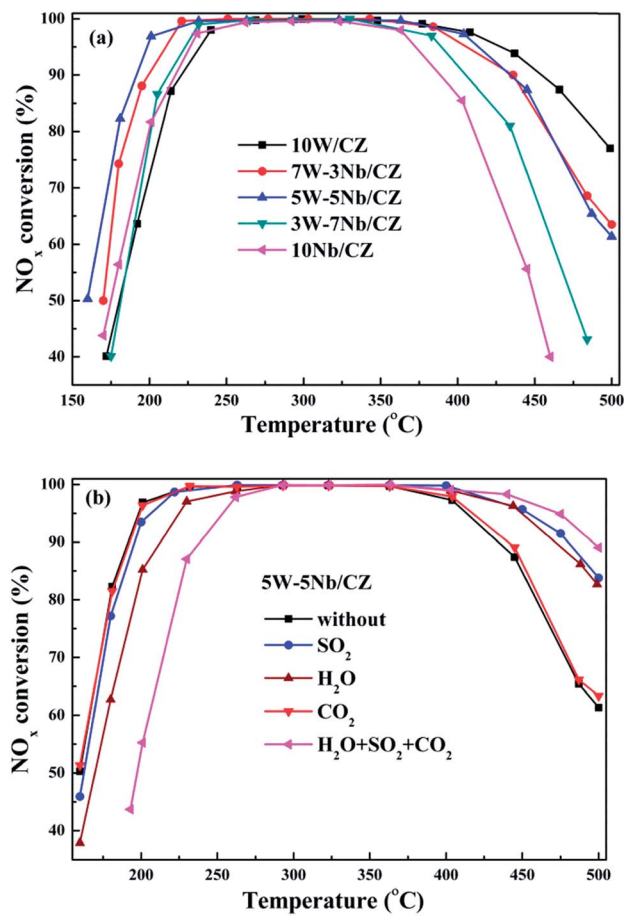 (a)
NOx conversion (%)
100
90
80
70
60
50
40
10W/CZ
7W-3Nb/CZ
5W-5Nb/CZ
3W-7Nb/CZ
10Nb/CZ
150 200 250 300 350 400 450 500
Temperature (°C)
(b)
NOx conversion (%)
100
90
80
70
60
50
40
5W-5Nb/CZ
without
SO2
H2O
CO2
H2O+SO2+CO2
200 250 300 350 400 450 500
Temperature (°C)